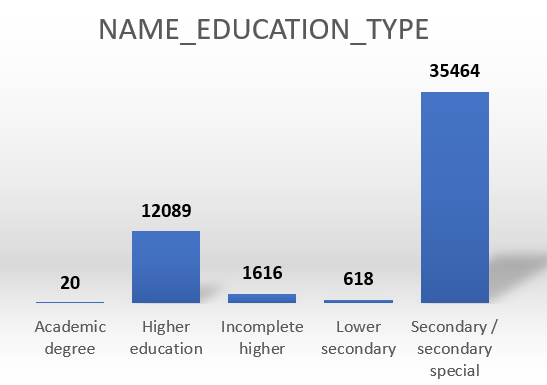 NAME_EDUCATION_TYPE
35464
12089
1616
618
20
Academic
degree
Higher
education
Incomplete
higher
Lower
secondary
Secondary /
secondary
special